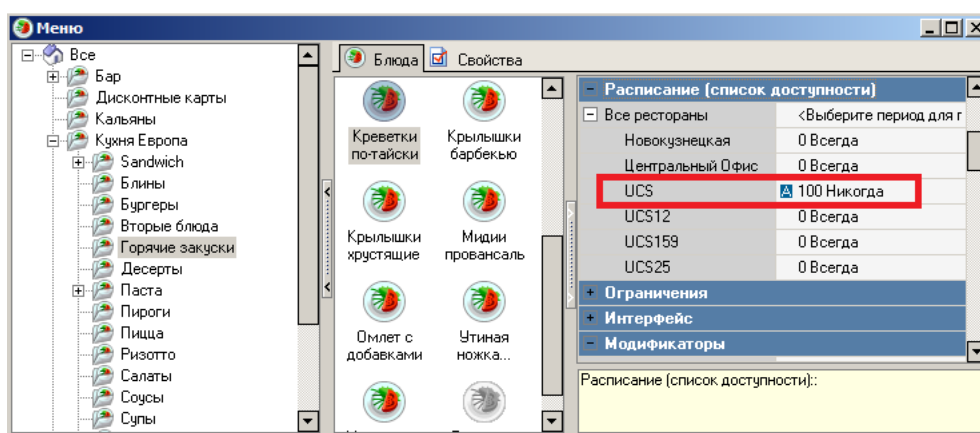 Меню
Все
Бар
Дисконтные карты
Кальяны
Кухня Европа
Sandwich
Блины
Бургеры
Вторые блюда
Горячие закуски
Десерты
Паста
Пироги
Пицца
Ризотто
Салаты
Соусы
Супы
Блюда Свойства
Креветки по-тайски
Крылышки барбекью
Крылышки хрустящие
Мидии провансаль
Омлет с добавками
Утиная ножка...
Расписание (список доступности)
Все рестораны <Выберите период для г
Новокузнецкая 0 Всегда
Центральный Офис 0 Всегда
UCS A 100 Никогда
UCS12 0 Всегда
UCS159 0 Всегда
UCS25 0 Всегда
Ограничения
Интерфейс
Модификаторы
Расписание (список доступности)::